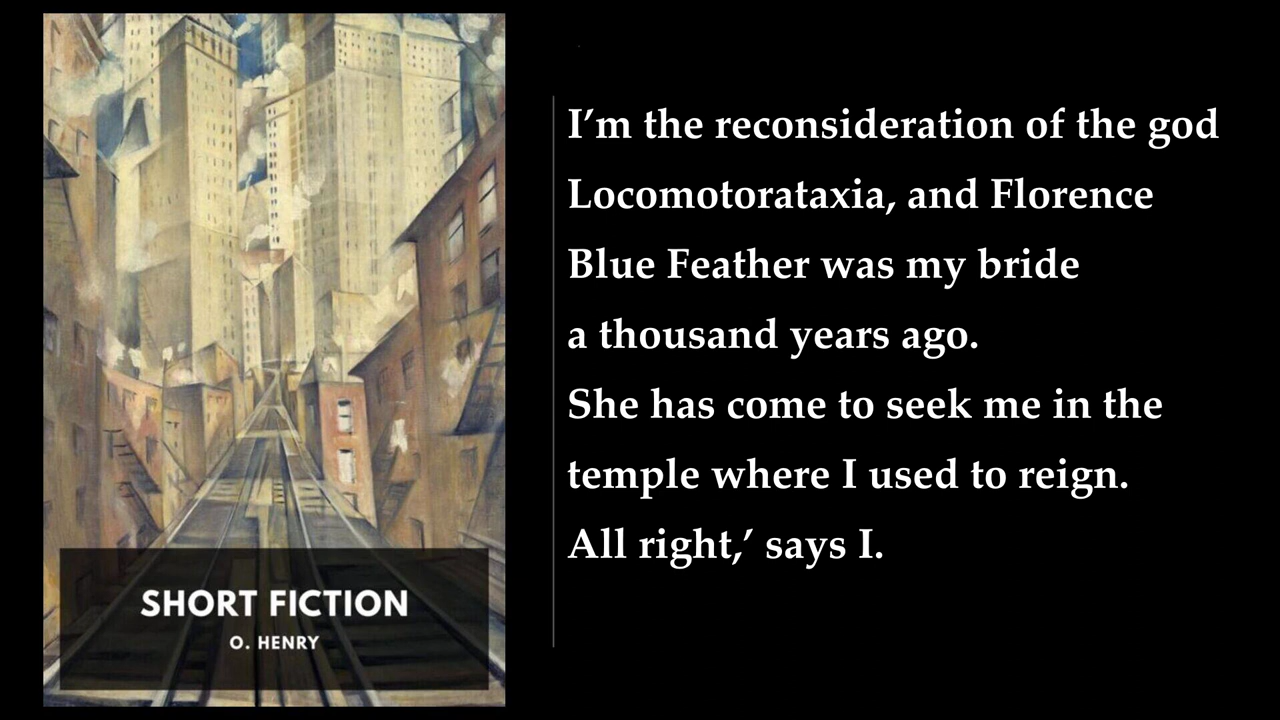 SHORT FICTION
O. HENRY
I’m the reconsideration of the god
Locomotorataxia, and Florence
Blue Feather was my bride
a thousand years ago.
She has come to seek me in the
temple where I used to reign.
All right,’ says I.